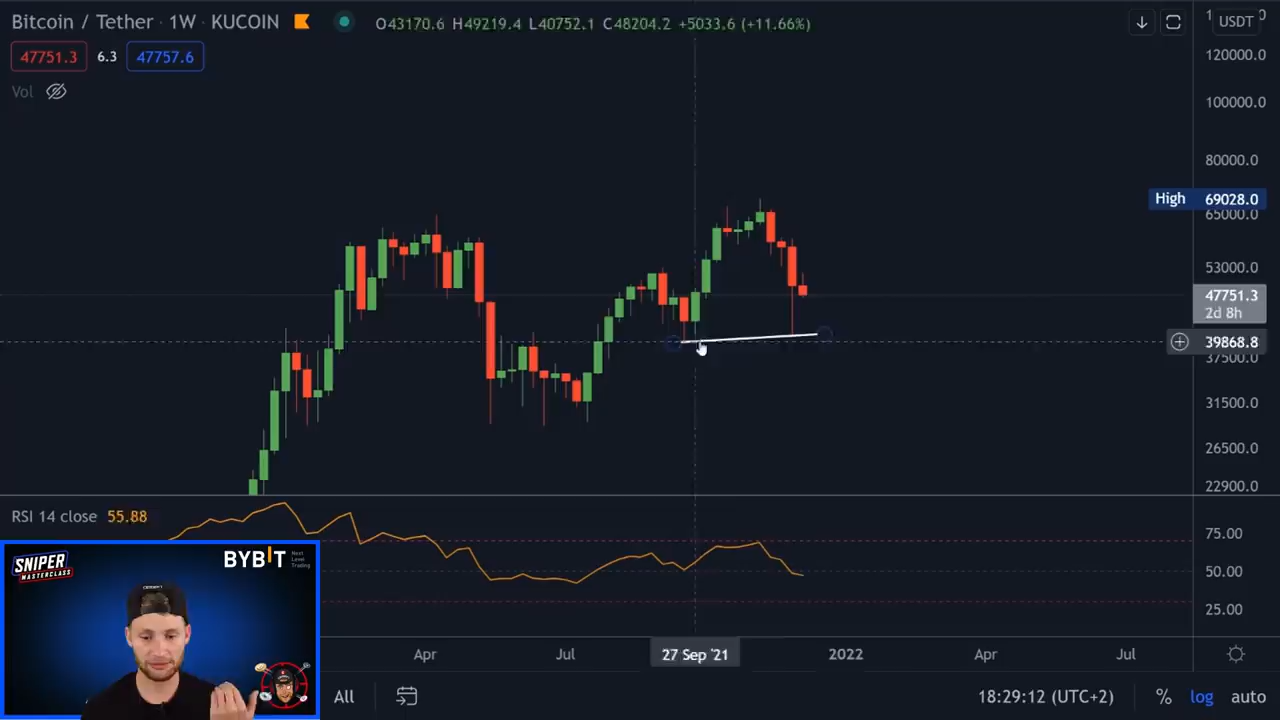 Bitcoin / Tether · 1W · KUCOIN O43170.6 H49219.4 L40752.1 C48204.2 +5033.6 (+11.66%)
47751.3 6.3 47757.6
Vol
USDT
120000.0
100000.0
80000.0
High 69028.0
65000.0
53000.0
47751.3
2d 8h
39868.8
37500.0
31500.0
26500.0
22900.0
RSI 14 close 55.88
75.00
50.00
25.00
SNIPER
MASTERCLASS
BYBIT Next
Level
Trading
Apr Jul 27 Sep '21 2022 Apr Jul
All 18:29:12 (UTC+2) % log auto